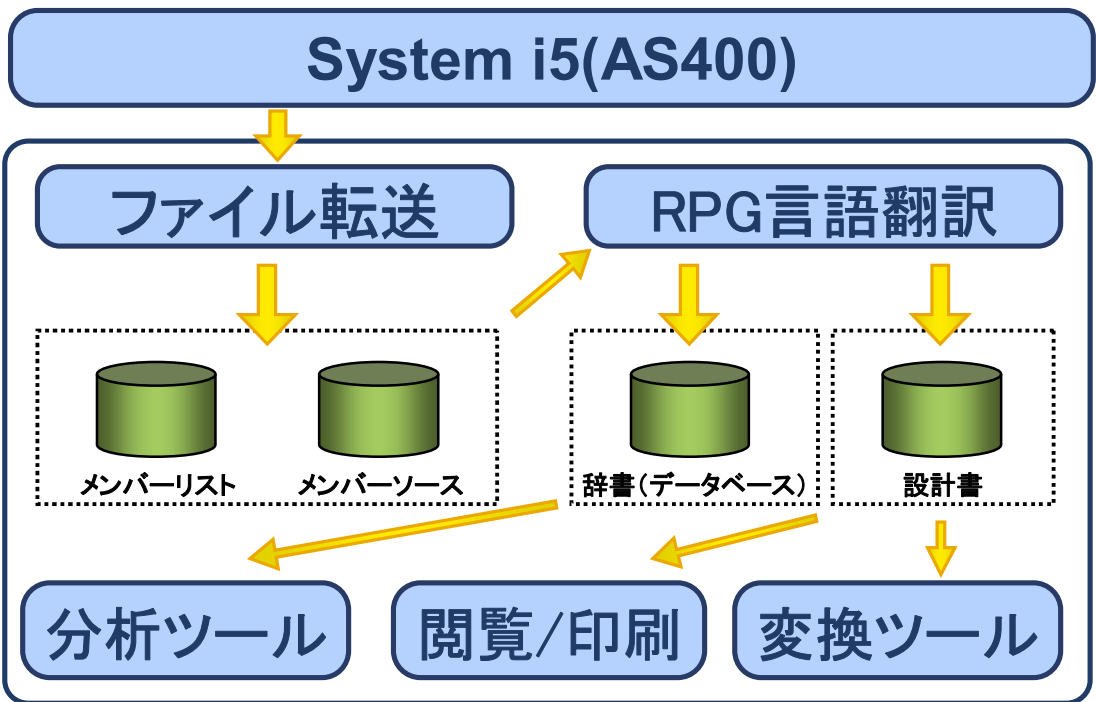 System i5(AS400)
ファイル転送
RPG言語翻訳
メンバーリスト
メンバーソース
辞書(データベース)
設計書
分析ツール
閲覧/印刷
変換ツール